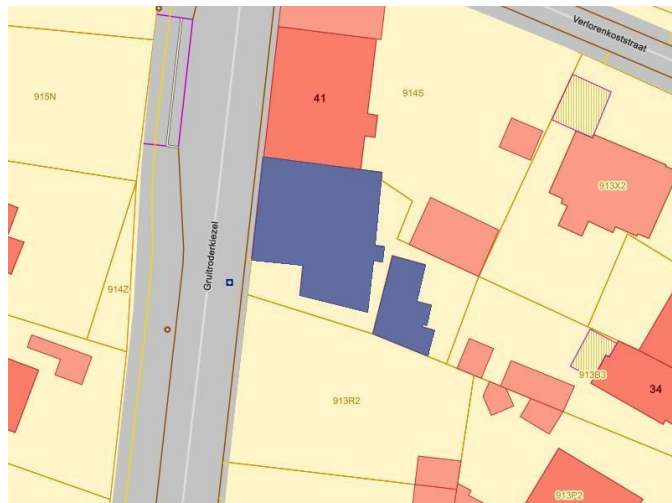 Verlorenkoststraat
915N
41
914S
913X2
Gruitroderkiezel
914Z
913B3
34
913R2
913P2